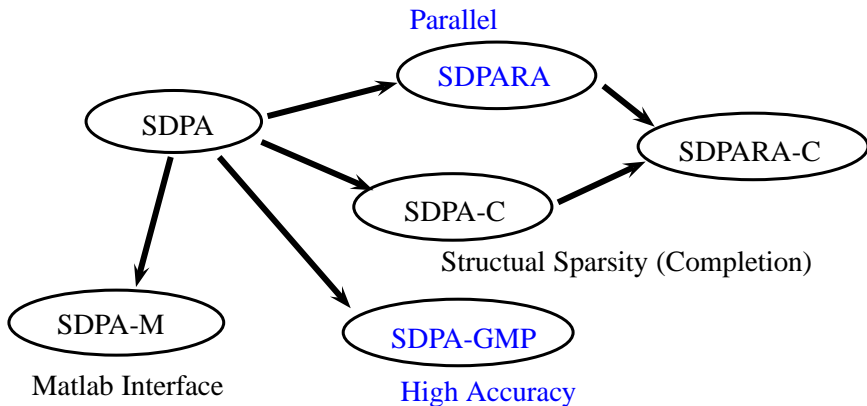 Parallel
SDPARA
SDPA
SDPARA-C
SDPA-C
Structual Sparsity (Completion)
SDPA-M
SDPA-GMP
Matlab Interface
High Accuracy